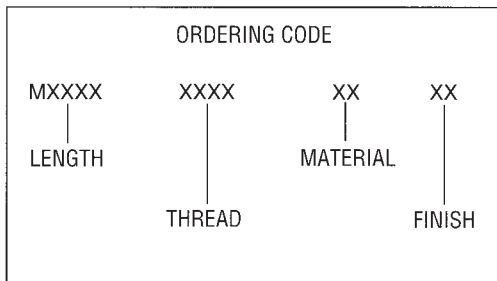 ORDERING CODE
MXXXX XXXX XX XX
LENGTH MATERIAL
THREAD FINISH